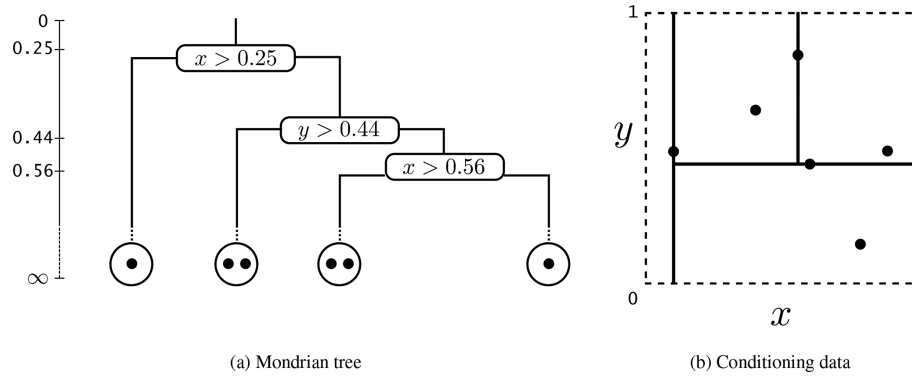 0
0.25
0.44
0.56
∞
x > 0.25
y > 0.44
x > 0.56
(a) Mondrian tree
1
y
0
x
(b) Conditioning data